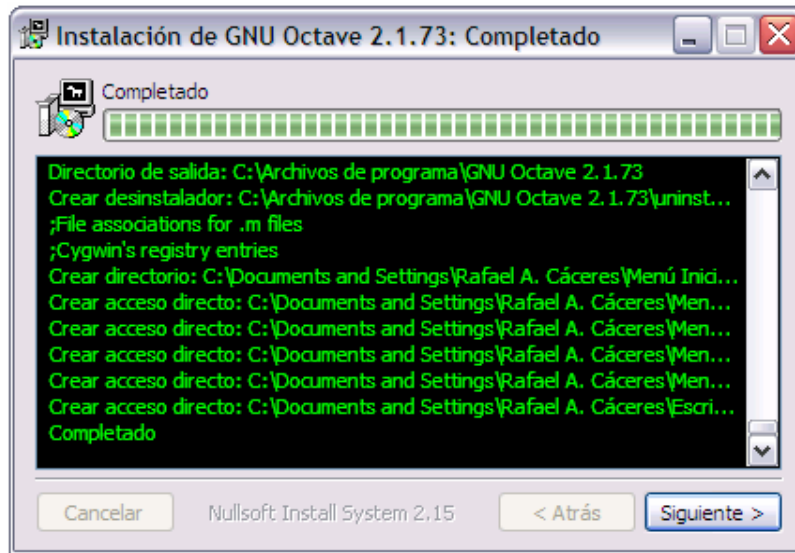 Instalación de GNU Octave 2.1.73: Completado
Completado
Directorio de salida: C:\Archivos de programa\GNU Octave 2.1.73
Crear desinstalador: C:\Archivos de programa\GNU Octave 2.1.73\uninst...
;File associations for .m files
;Cygwin's registry entries
Crear directorio: C:\Documents and Settings\Rafael A. Cáceres\Menú Inici...
Crear acceso directo: C:\Documents and Settings\Rafael A. Cáceres\Men...
Crear acceso directo: C:\Documents and Settings\Rafael A. Cáceres\Men...
Crear acceso directo: C:\Documents and Settings\Rafael A. Cáceres\Men...
Crear acceso directo: C:\Documents and Settings\Rafael A. Cáceres\Men...
Crear acceso directo: C:\Documents and Settings\Rafael A. Cáceres\Escri...
Completado
Cancelar Nullsoft Install System 2.15 < Atrás Siguiente >